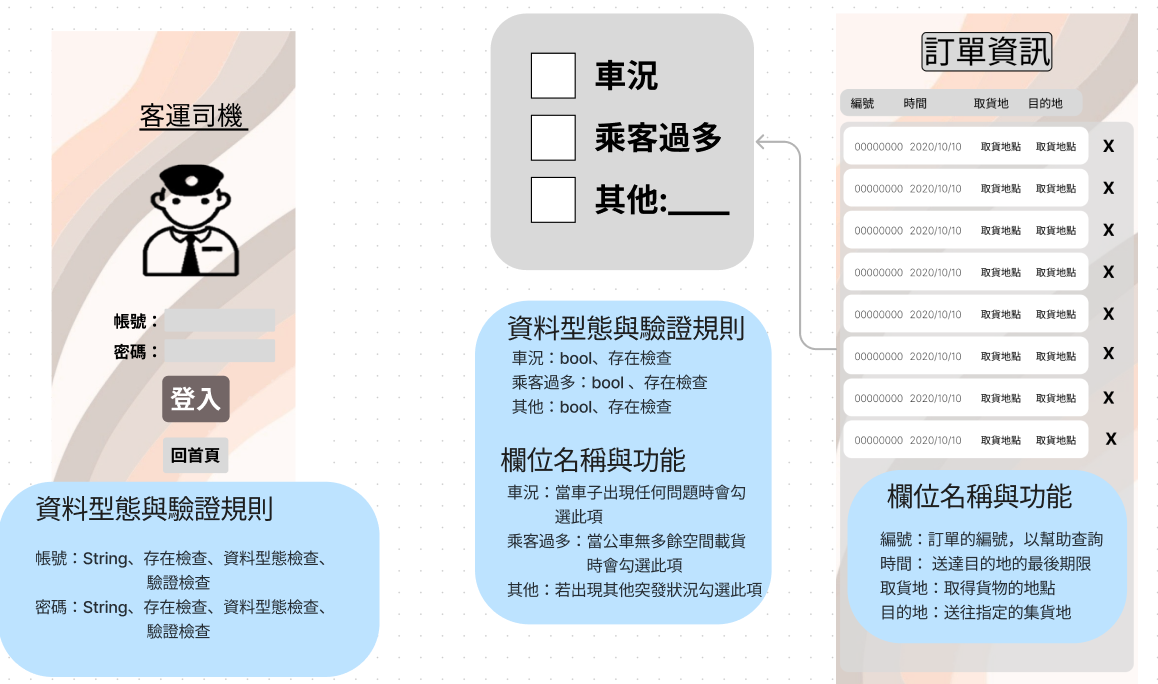 客運司機
帳號：
密碼：
登入
回首頁
資料型態與驗證規則
帳號：String、存在檢查、資料型態檢查、
驗證檢查
密碼：String、存在檢查、資料型態檢查、
驗證檢查
車況
乘客過多
其他:____
資料型態與驗證規則
車況：bool、存在檢查
乘客過多：bool 、存在檢查
其他：bool、存在檢查
欄位名稱與功能
車況：當車子出現任何問題時會勾
選此項
乘客過多：當公車無多餘空間載貨
時會勾選此項
其他：若出現其他突發狀況勾選此項
訂單資訊
編號 時間 取貨地 目的地
00000000 2020/10/10 取貨地點 取貨地點 X
00000000 2020/10/10 取貨地點 取貨地點 X
00000000 2020/10/10 取貨地點 取貨地點 X
00000000 2020/10/10 取貨地點 取貨地點 X
00000000 2020/10/10 取貨地點 取貨地點 X
00000000 2020/10/10 取貨地點 取貨地點 X
00000000 2020/10/10 取貨地點 取貨地點 X
00000000 2020/10/10 取貨地點 取貨地點 X
欄位名稱與功能
編號：訂單的編號，以幫助查詢
時間： 送達目的地的最後期限
取貨地：取得貨物的地點
目的地：送往指定的集貨地